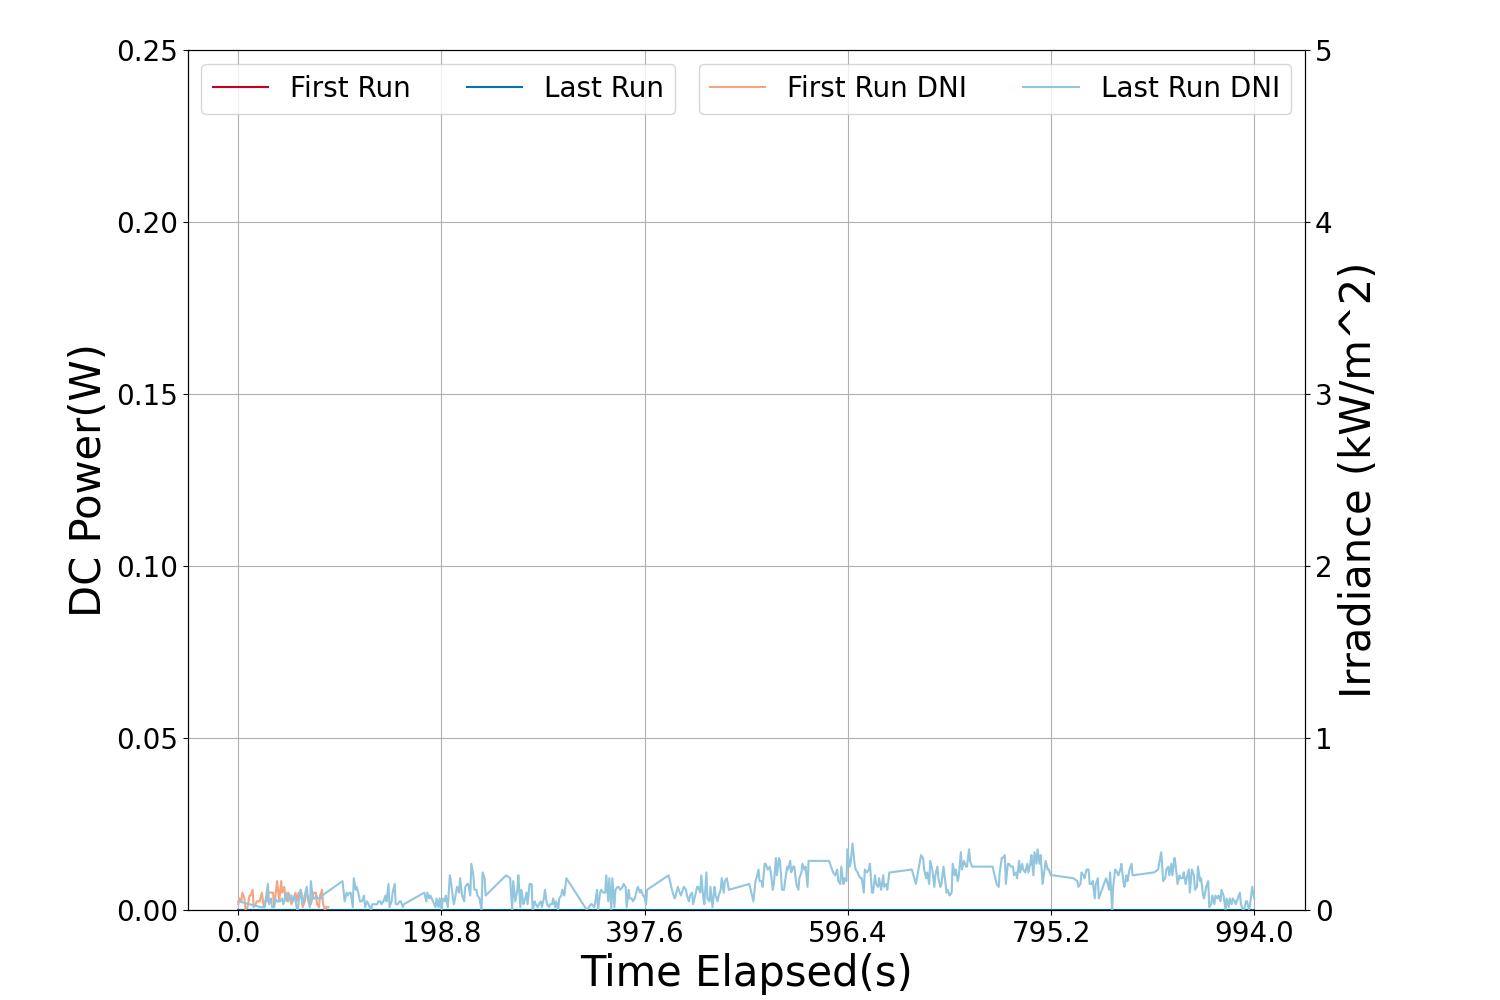 First Run Last Run First Run DNI Last Run DNI
0.25
0.20
0.15
0.10
0.05
0.00
DC Power(W)
5
4
3
2
1
0
Irradiance (kW/m^2)
0.0 198.8 397.6 596.4 795.2 994.0
Time Elapsed(s)